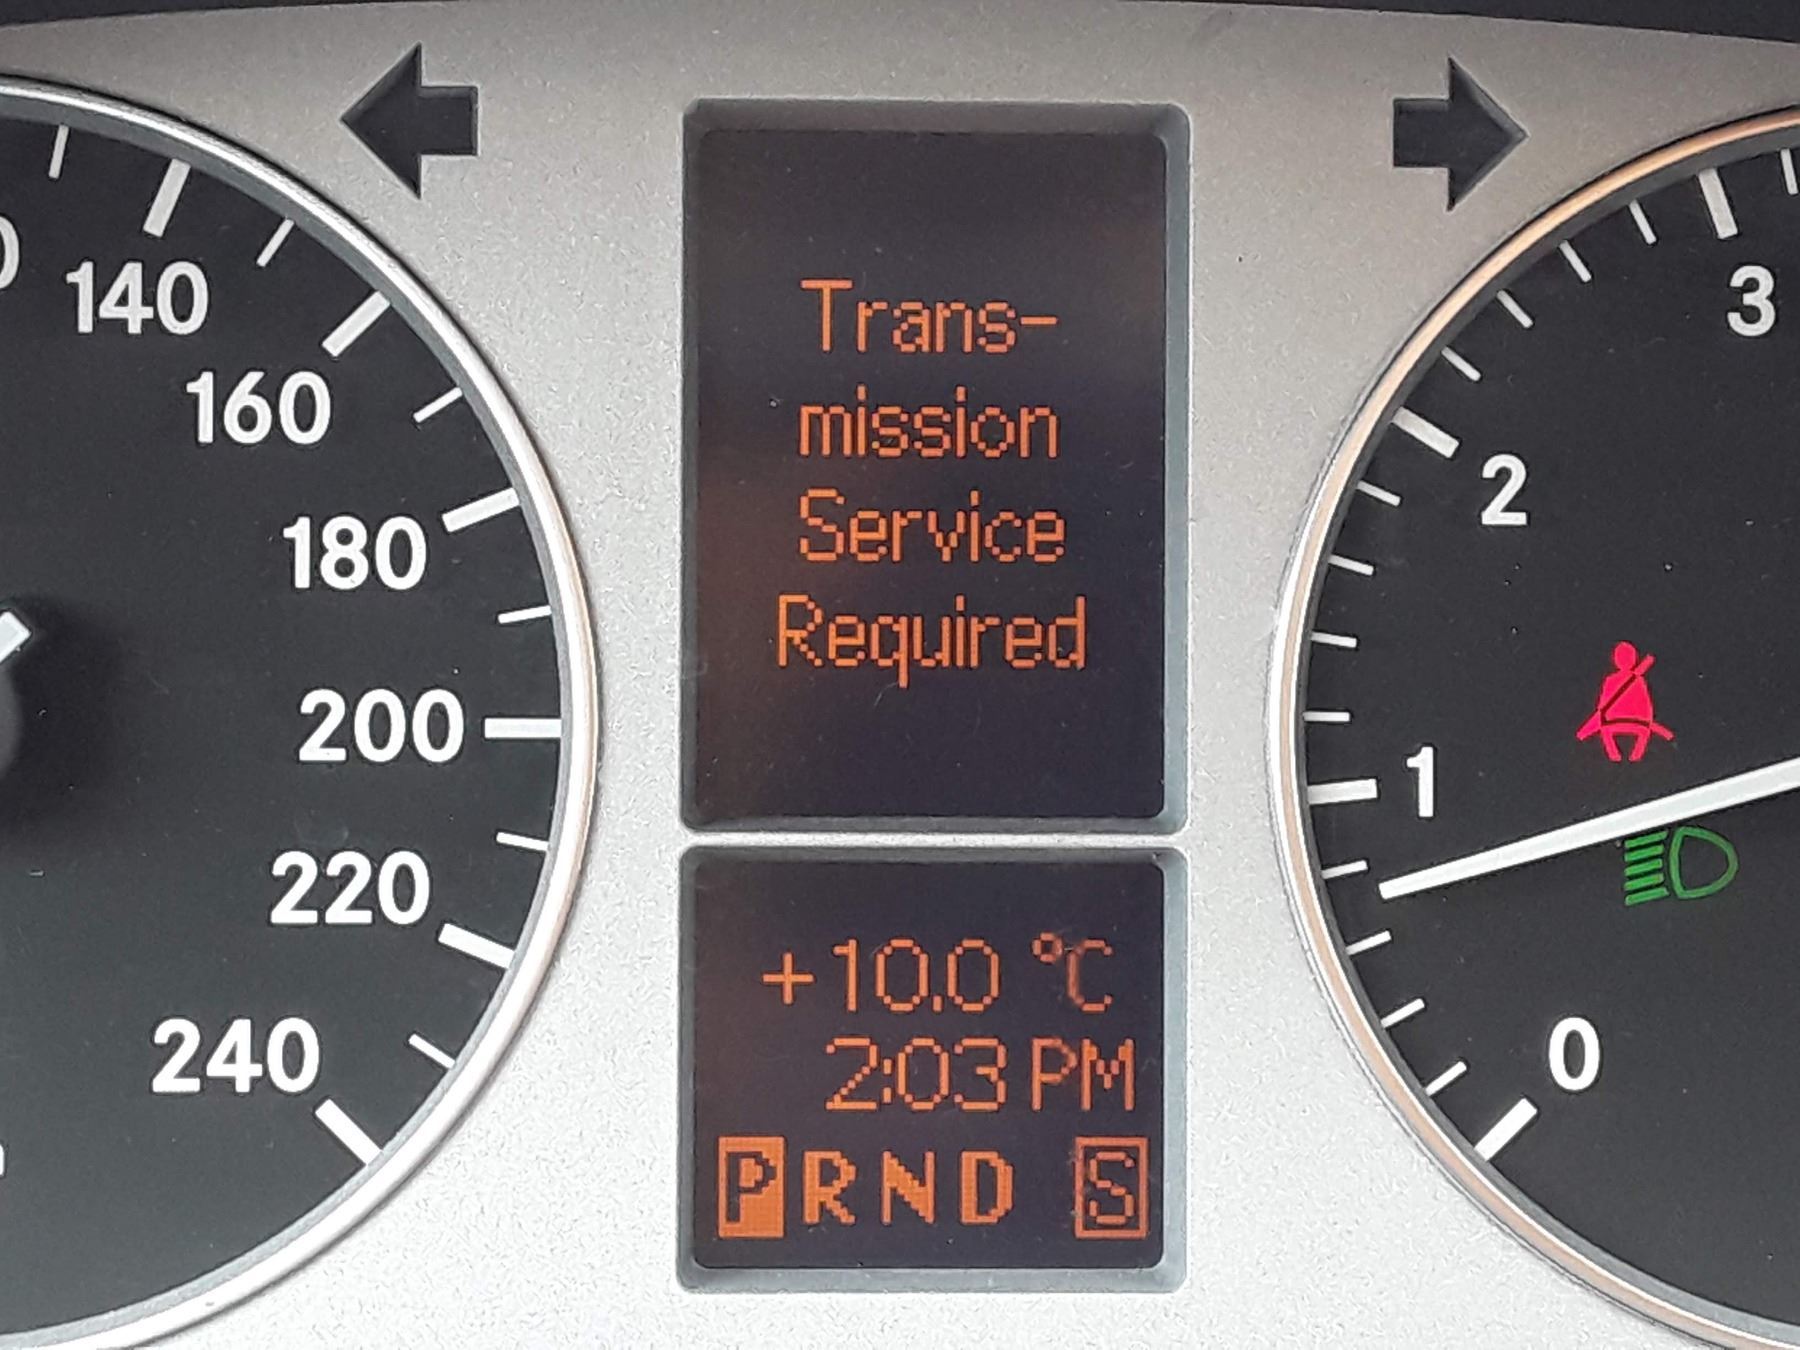 140
160
180
200
220
240
Trans-
mission
Service
Required
+10.0 °C
2:03 PM
P R N D S
3
2
1
0